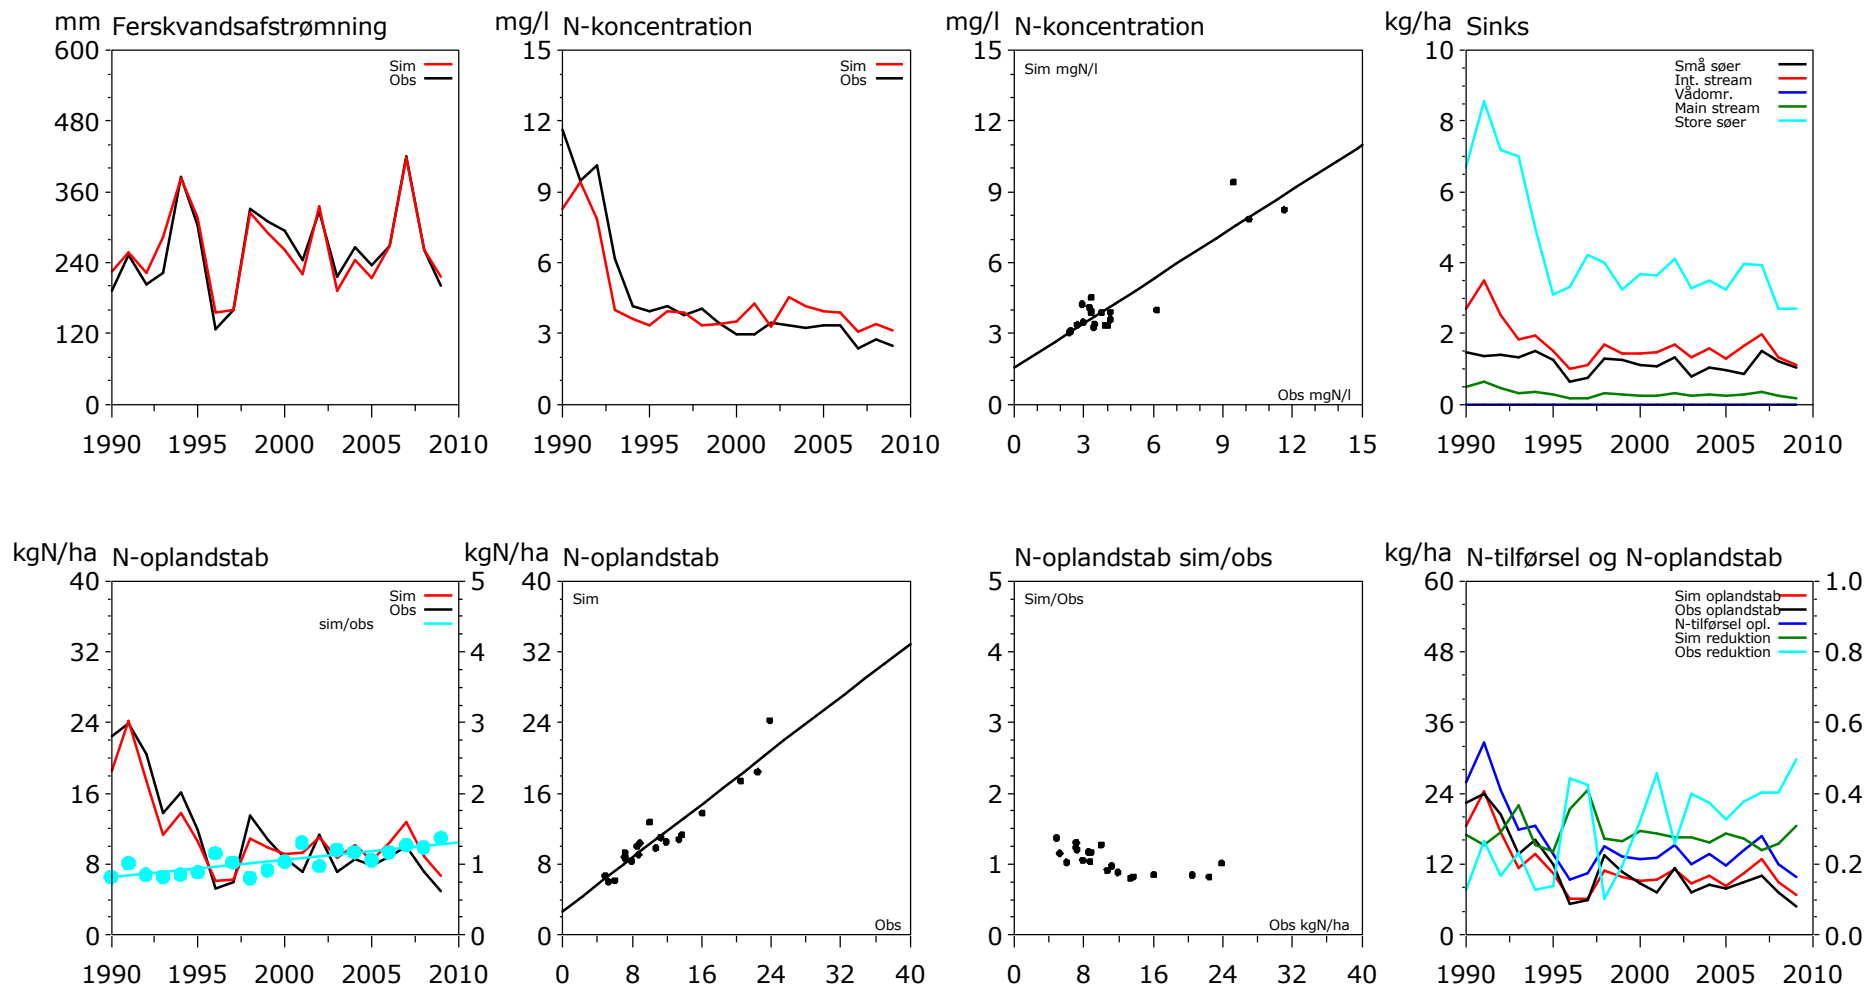 mm Ferskvandsafstrømning
600
480
360
240
120
0
Sim
Obs
1990 1995 2000 2005 2010
mg/l N-koncentration
15
12
9
6
3
0
Sim
Obs
1990 1995 2000 2005 2010
mg/l N-koncentration
15
12
9
6
3
0
Sim mgN/l
Obs mgN/l
0 3 6 9 12 15
kg/ha Sinks
10
8
6
4
2
0
Små søer
Int. stream
Vådomr.
Main stream
Store søer
1990 1995 2000 2005 2010
kgN/ha N-oplandstab
40
32
24
16
8
0
Sim
Obs
sim/obs
5
4
3
2
1
0
1990 1995 2000 2005 2010
kgN/ha N-oplandstab
40
32
24
16
8
0
Sim
Obs
0 8 16 24 32 40
N-oplandstab sim/obs
5
4
3
2
1
0
Sim/Obs
Obs kgN/ha
0 8 16 24 32 40
kg/ha N-tilførsel og N-oplandstab
60
48
36
24
12
0
Sim oplandstab
Obs oplandstab
N-tilførsel opl.
Sim reduktion
Obs reduktion
1.0
0.8
0.6
0.4
0.2
0.0
1990 1995 2000 2005 2010